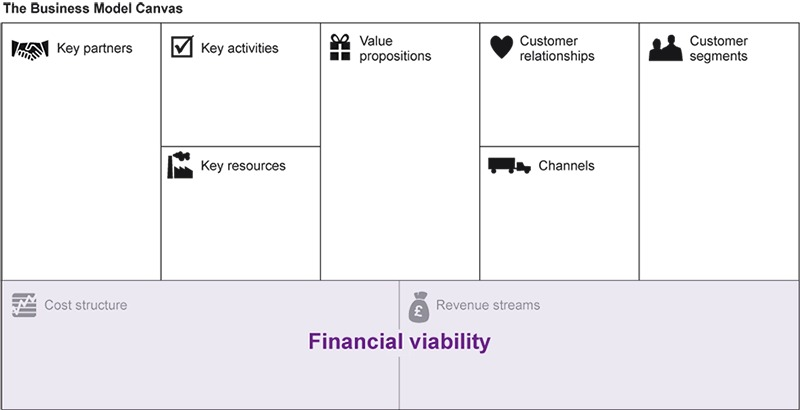 The Business Model Canvas
Key partners
Key activities
Value
propositions
Customer
relationships
Customer
segments
Key resources
Channels
Cost structure
£
Revenue streams
Financial viability